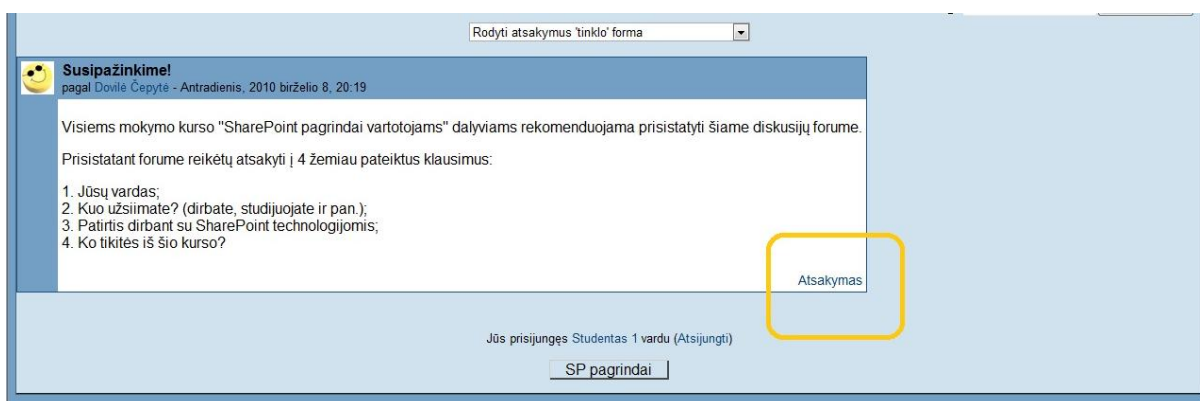 Rodyti atsakymus 'tinklo' forma
Susipažinkime!
pagal Dovilė Čepytė - Antradienis, 2010 birželio 8, 20:19
Visiems mokymo kurso "SharePoint pagrindai vartotojams" dalyviams rekomenduojama prisistatyti šiame diskusijų forume.
Prisistatant forume reikėtų atsakyti į 4 žemiau pateiktus klausimus:
1. Jūsų vardas;
2. Kuo užsiimate? (dirbate, studijuojate ir pan.);
3. Patirtis dirbant su SharePoint technologijomis;
4. Ko tikitės iš šio kurso?
Atsakymas
Jūs prisijungęs Studentas 1 vardu (Atsijungti)
SP pagrindai